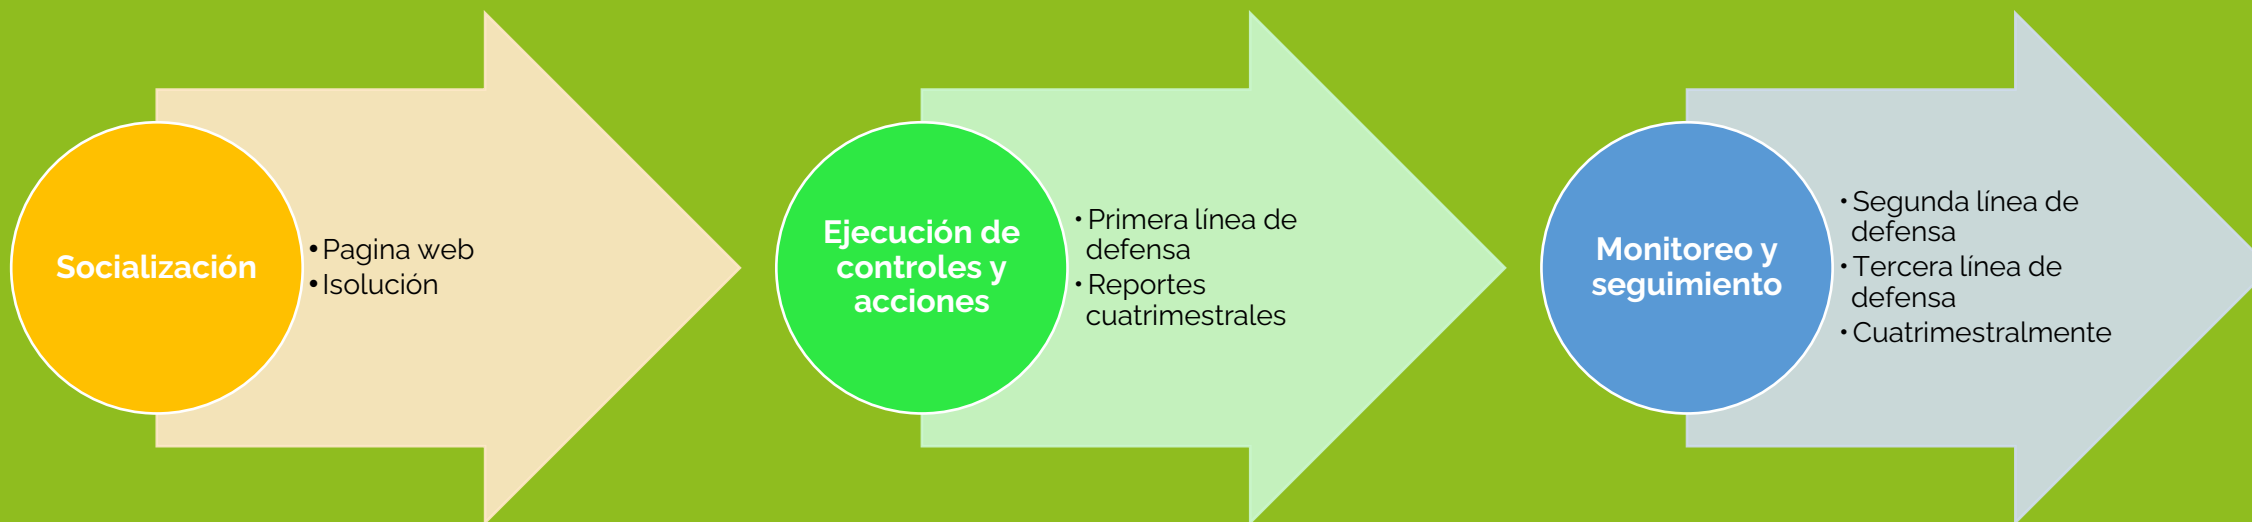 Socialización
•Pagina web
•Isolución
Ejecución de
controles y
acciones
•Primera línea de
defensa
•Reportes
cuatrimestrales
Monitoreo y
seguimiento
•Segunda línea de
defensa
•Tercera línea de
defensa
•Cuatrimestralmente